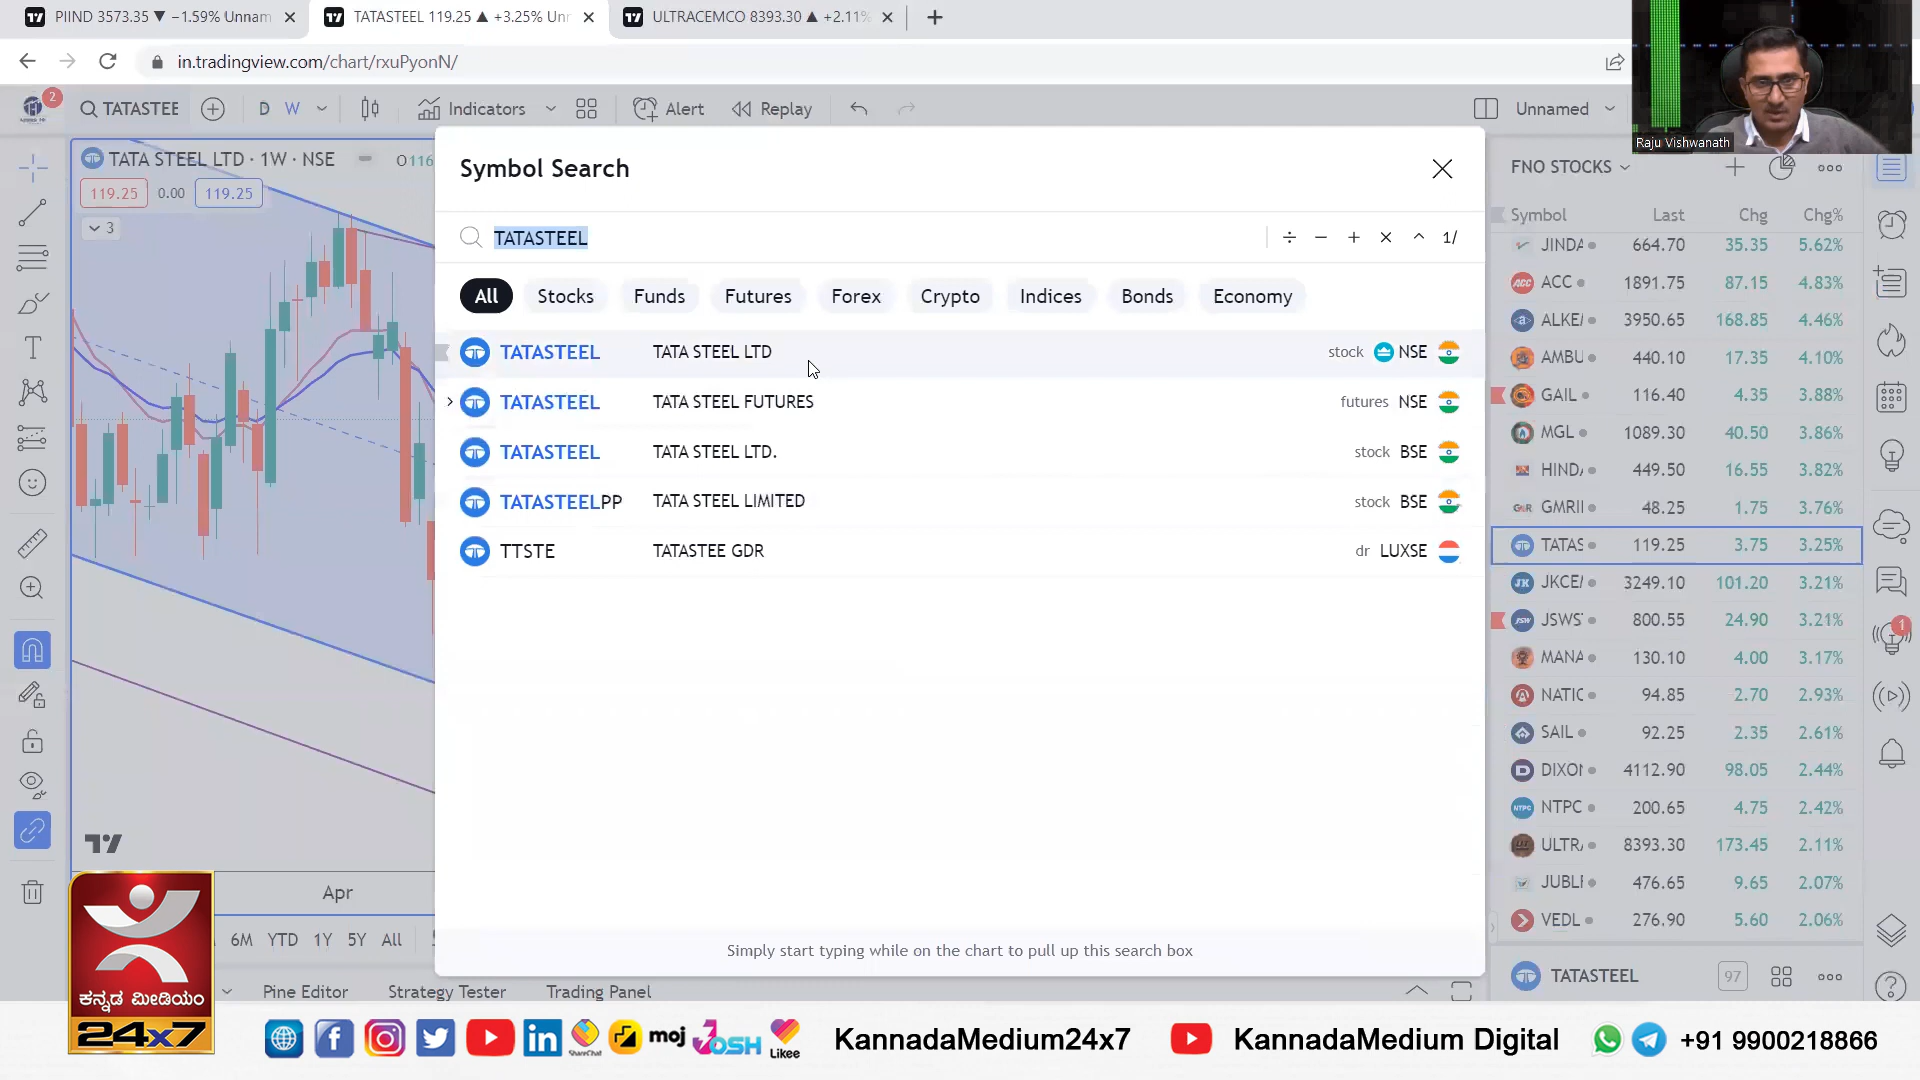 PIIND 3573.35 ▼ −1.59% Unnam
TATASTEEL 119.25 ▲ +3.25% Unn
ULTRACEMCO 8393.30 ▲ +2.11%
in.tradingview.com/chart/rxuPyonN/
2
TATASTEE
D W
Indicators
Alert
Replay
Unnamed
Raju Vishwanath
TATA STEEL LTD · 1W · NSE
O116
119.25 0.00 119.25
3
Symbol Search
TATASTEEL
÷ − + × ^ 1/
All Stocks Funds Futures Forex Crypto Indices Bonds Economy
TATASTEEL TATA STEEL LTD stock NSE
TATASTEEL TATA STEEL FUTURES futures NSE
TATASTEEL TATA STEEL LTD. stock BSE
TATASTEELPP TATA STEEL LIMITED stock BSE
TTSTE TATASTEE GDR dr LUXSE
Simply start typing while on the chart to pull up this search box
FNO STOCKS
Symbol Last Chg Chg%
JINDA 664.70 35.35 5.62%
ACC 1891.75 87.15 4.83%
ALKE 3950.65 168.85 4.46%
AMBU 440.10 17.35 4.10%
GAIL 116.40 4.35 3.88%
MGL 1089.30 40.50 3.86%
HIND 449.50 16.55 3.82%
GMRI 48.25 1.75 3.76%
TATAS 119.25 3.75 3.25%
JKCE 3249.10 101.20 3.21%
JSWS 800.55 24.90 3.21%
MANA 130.10 4.00 3.17%
NATIC 94.85 2.70 2.93%
SAIL 92.25 2.35 2.61%
DIXON 4112.90 98.05 2.44%
NTPC 200.65 4.75 2.42%
ULTR 8393.30 173.45 2.11%
JUBL 476.65 9.65 2.07%
VEDL 276.90 5.60 2.06%
TATASTEEL 97
1
Apr
6M YTD 1Y 5Y All
Pine Editor Strategy Tester Trading Panel
ಕನ್ನಡ ಮೀಡಿಯಂ
24x7
ShareChat
moj
JOSH
Likee
KannadaMedium24x7
KannadaMedium Digital
+91 9900218866